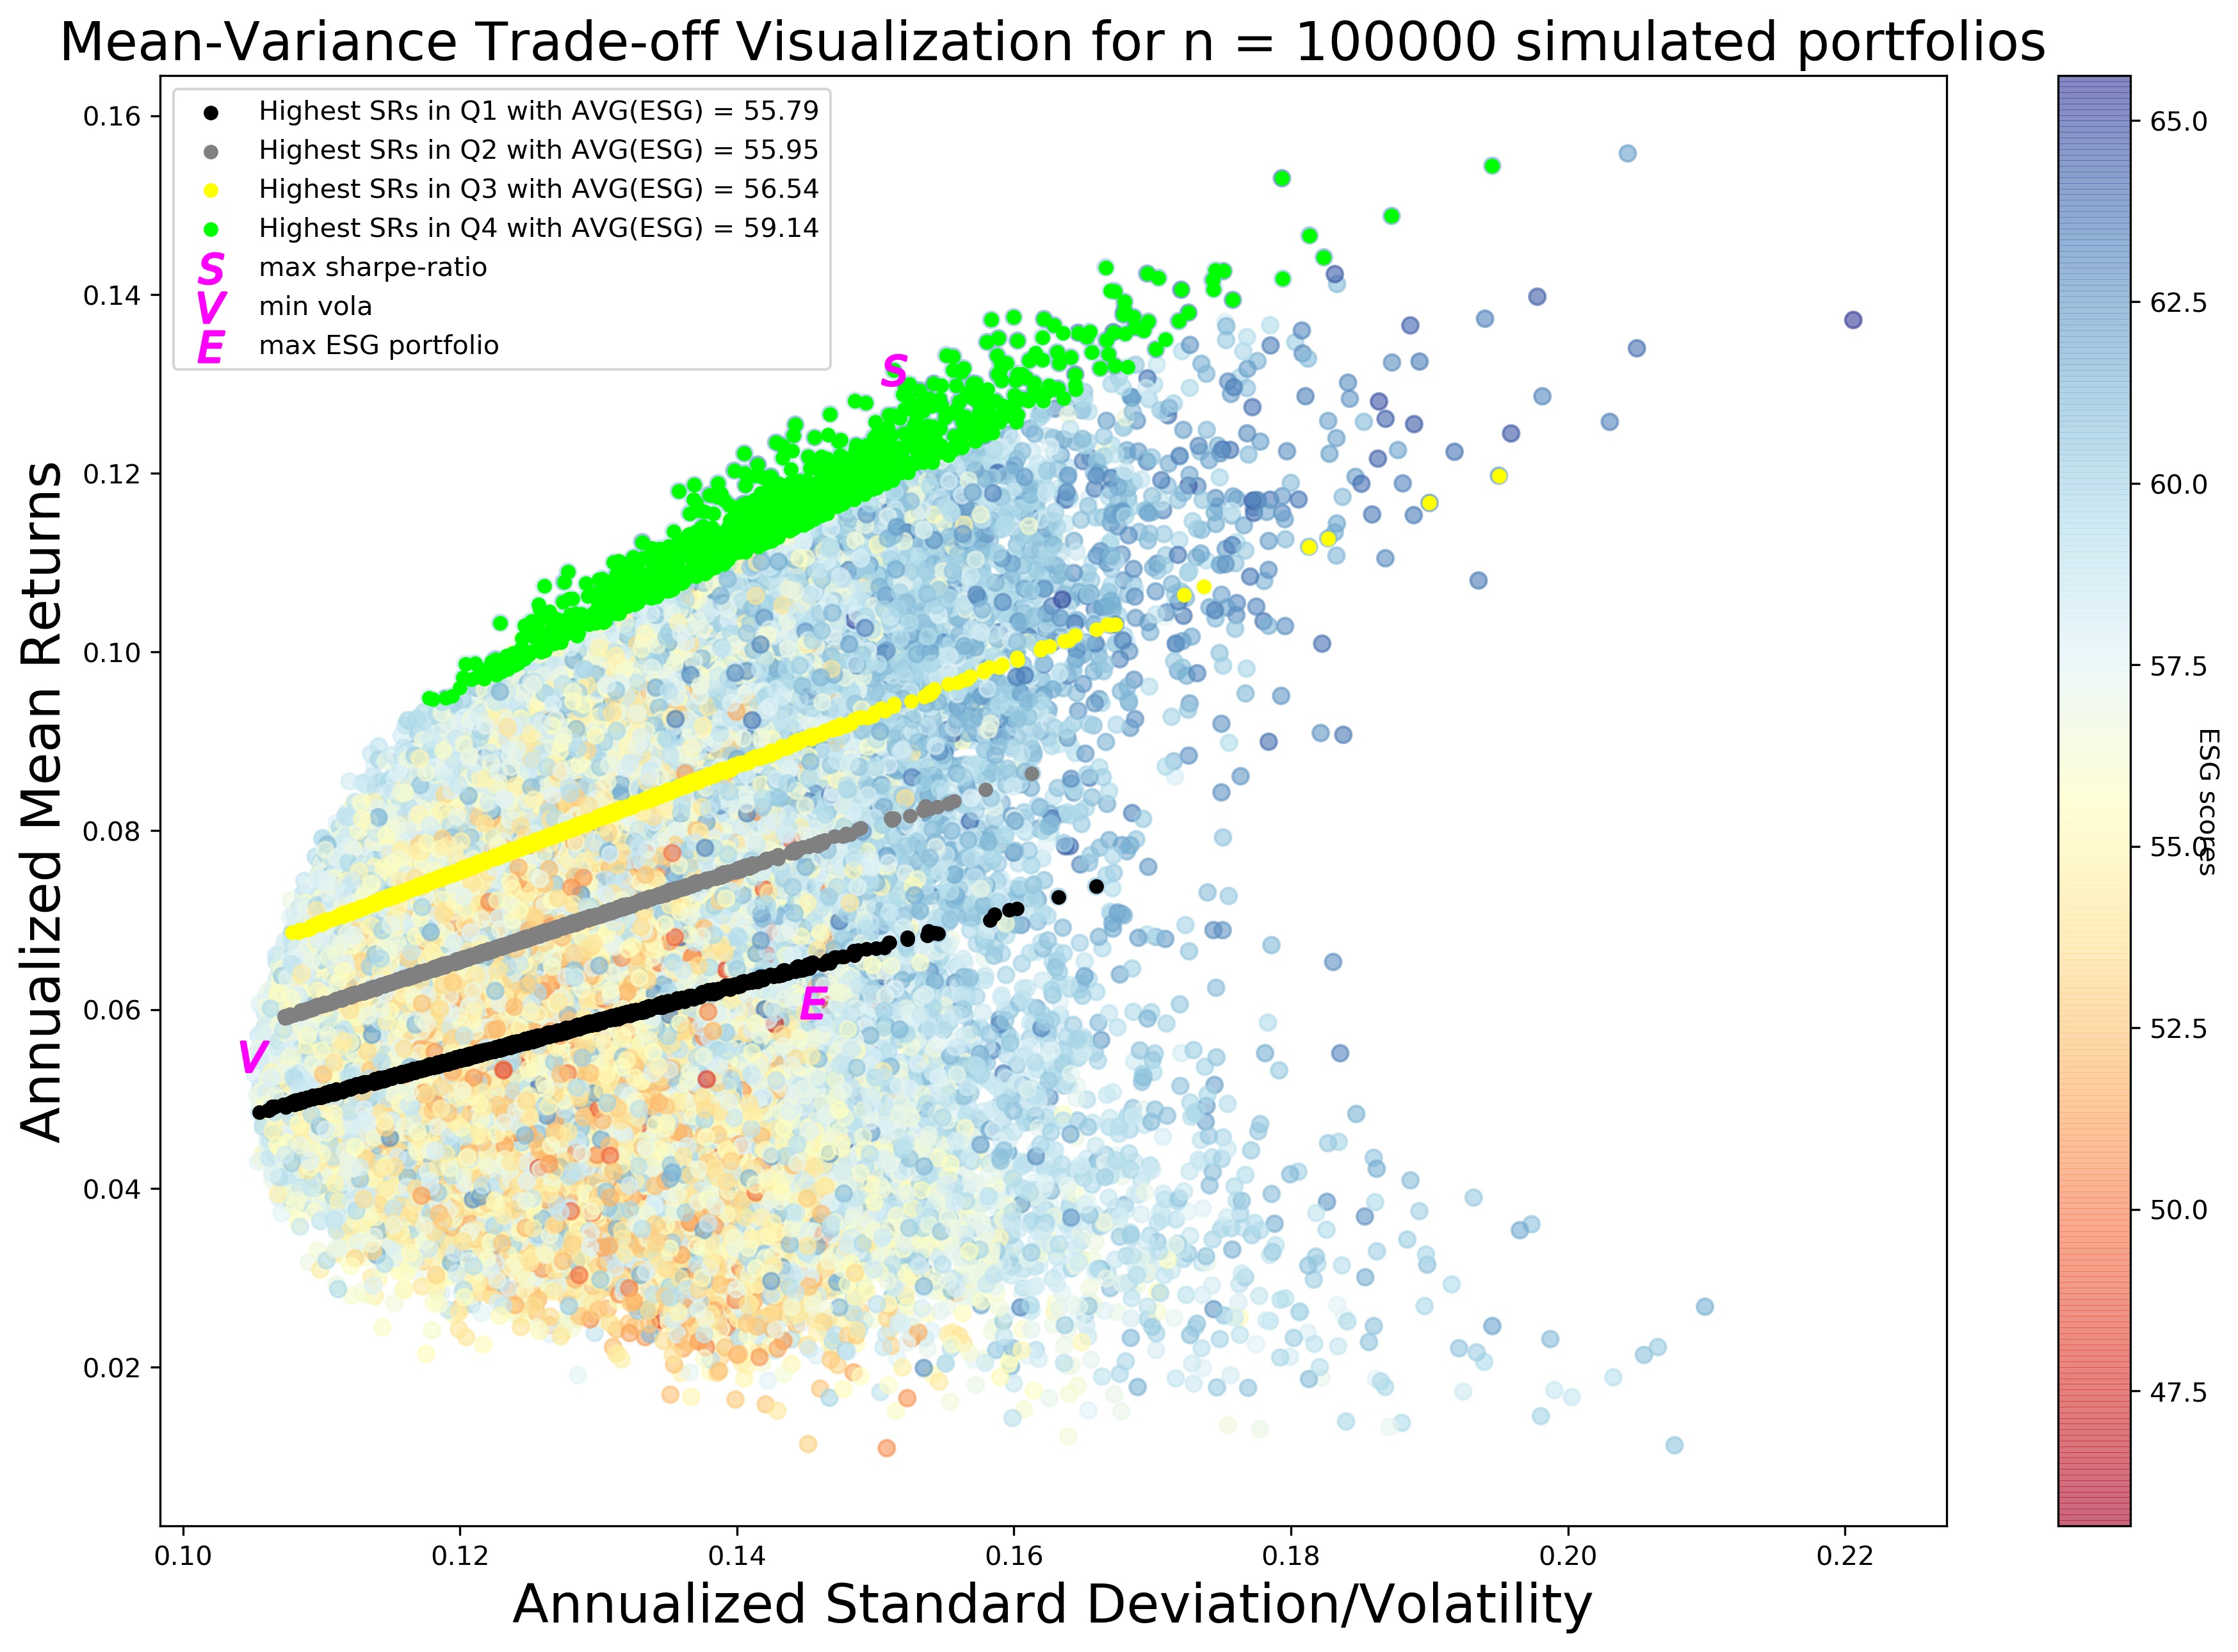 Mean-Variance Trade-off Visualization for n = 100000 simulated portfolios
Highest SRs in Q1 with AVG(ESG) = 55.79
Highest SRs in Q2 with AVG(ESG) = 55.95
Highest SRs in Q3 with AVG(ESG) = 56.54
Highest SRs in Q4 with AVG(ESG) = 59.14
S max sharpe-ratio
V min vola
E max ESG portfolio
Annualized Mean Returns
0.16
0.14
0.12
0.10
0.08
0.06
0.04
0.02
S
E
V
0.10 0.12 0.14 0.16 0.18 0.20 0.22
Annualized Standard Deviation/Volatility
65.0
62.5
60.0
57.5
55.0
52.5
50.0
47.5
ESG scores